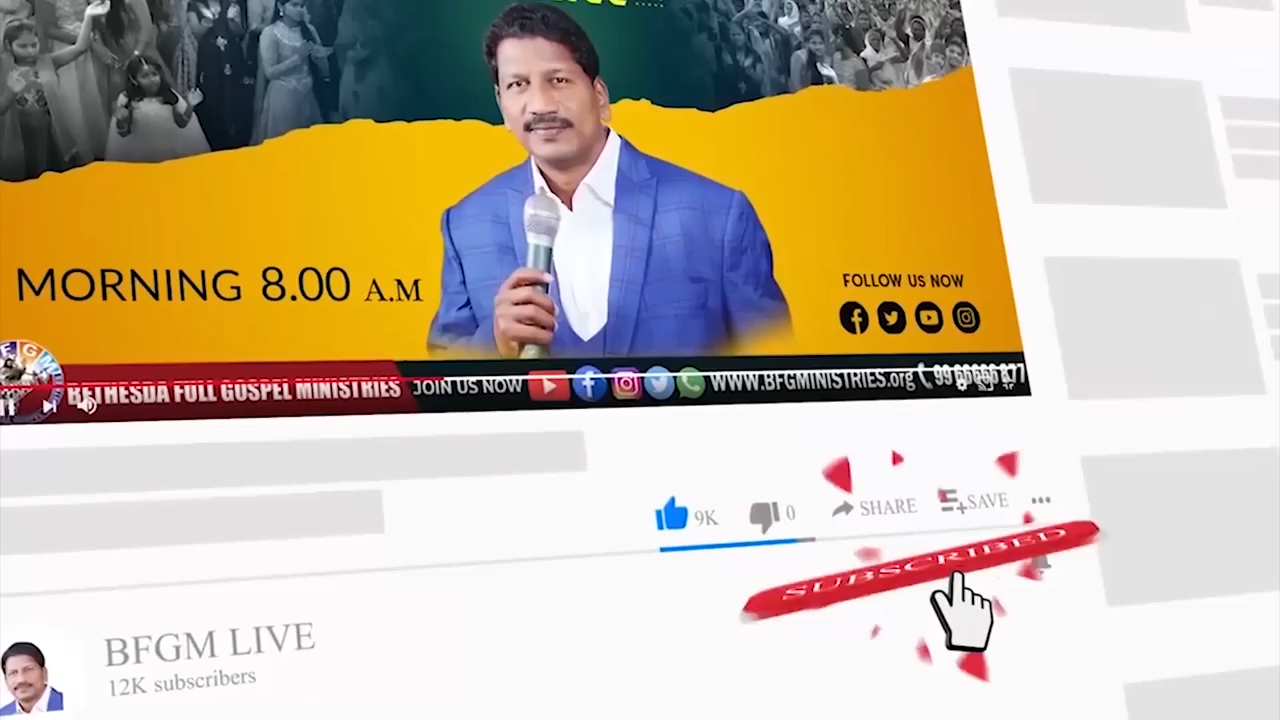 MORNING 8.00 A.M
FOLLOW US NOW
BETHESDA FULL GOSPEL MINISTRIES JOIN US NOW WWW.BFGMINISTRIES.org
9K 0 SHARE SAVE
SUBSCRIBED
BFGM LIVE
12K subscribers